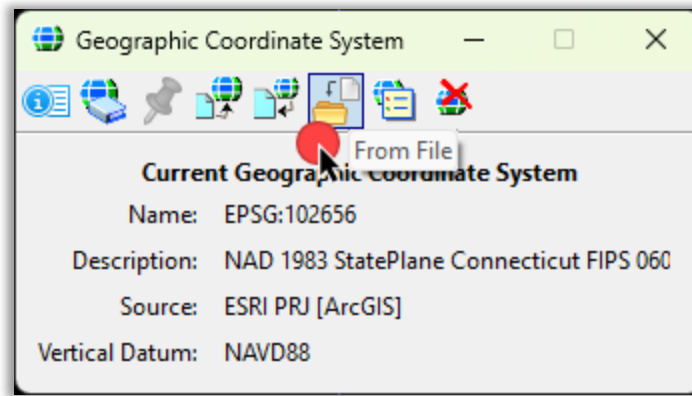 Geographic Coordinate System
From File
Current Geographic Coordinate System
Name: EPSG:102656
Description: NAD 1983 StatePlane Connecticut FIPS 060
Source: ESRI PRJ [ArcGIS]
Vertical Datum: NAVD88